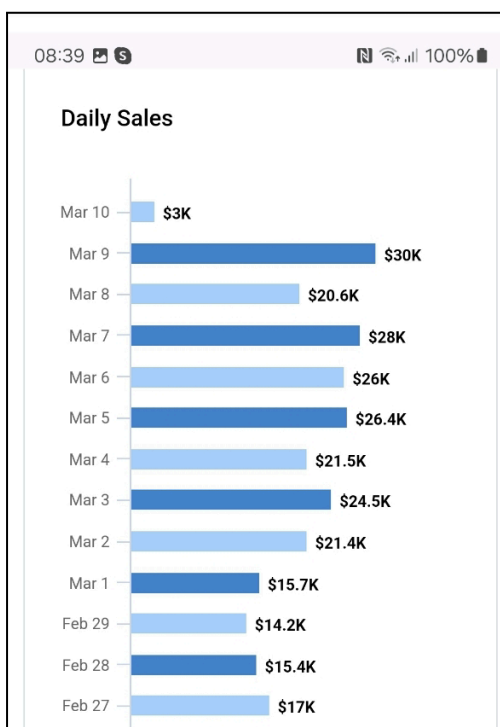 08:39 100%
Daily Sales
Mar 10 $3K
Mar 9 $30K
Mar 8 $20.6K
Mar 7 $28K
Mar 6 $26K
Mar 5 $26.4K
Mar 4 $21.5K
Mar 3 $24.5K
Mar 2 $21.4K
Mar 1 $15.7K
Feb 29 $14.2K
Feb 28 $15.4K
Feb 27 $17K